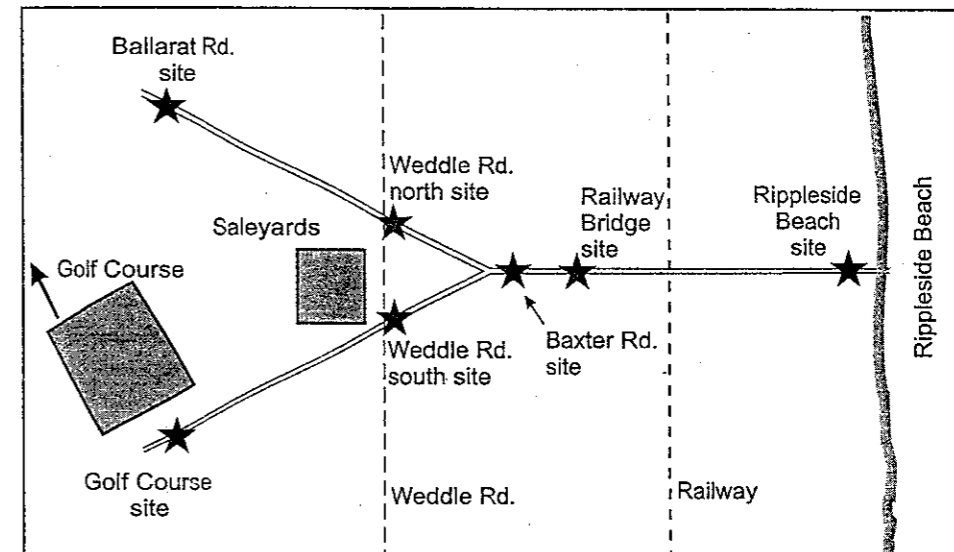 Ballarat Rd.
site
Weddle Rd.
north site
Railway
Bridge
site
Rippleside
Beach
site
Saleyards
Golf Course
Rippleside Beach
Weddle Rd.
south site
Baxter Rd.
site
Golf Course
site
Weddle Rd.
Railway